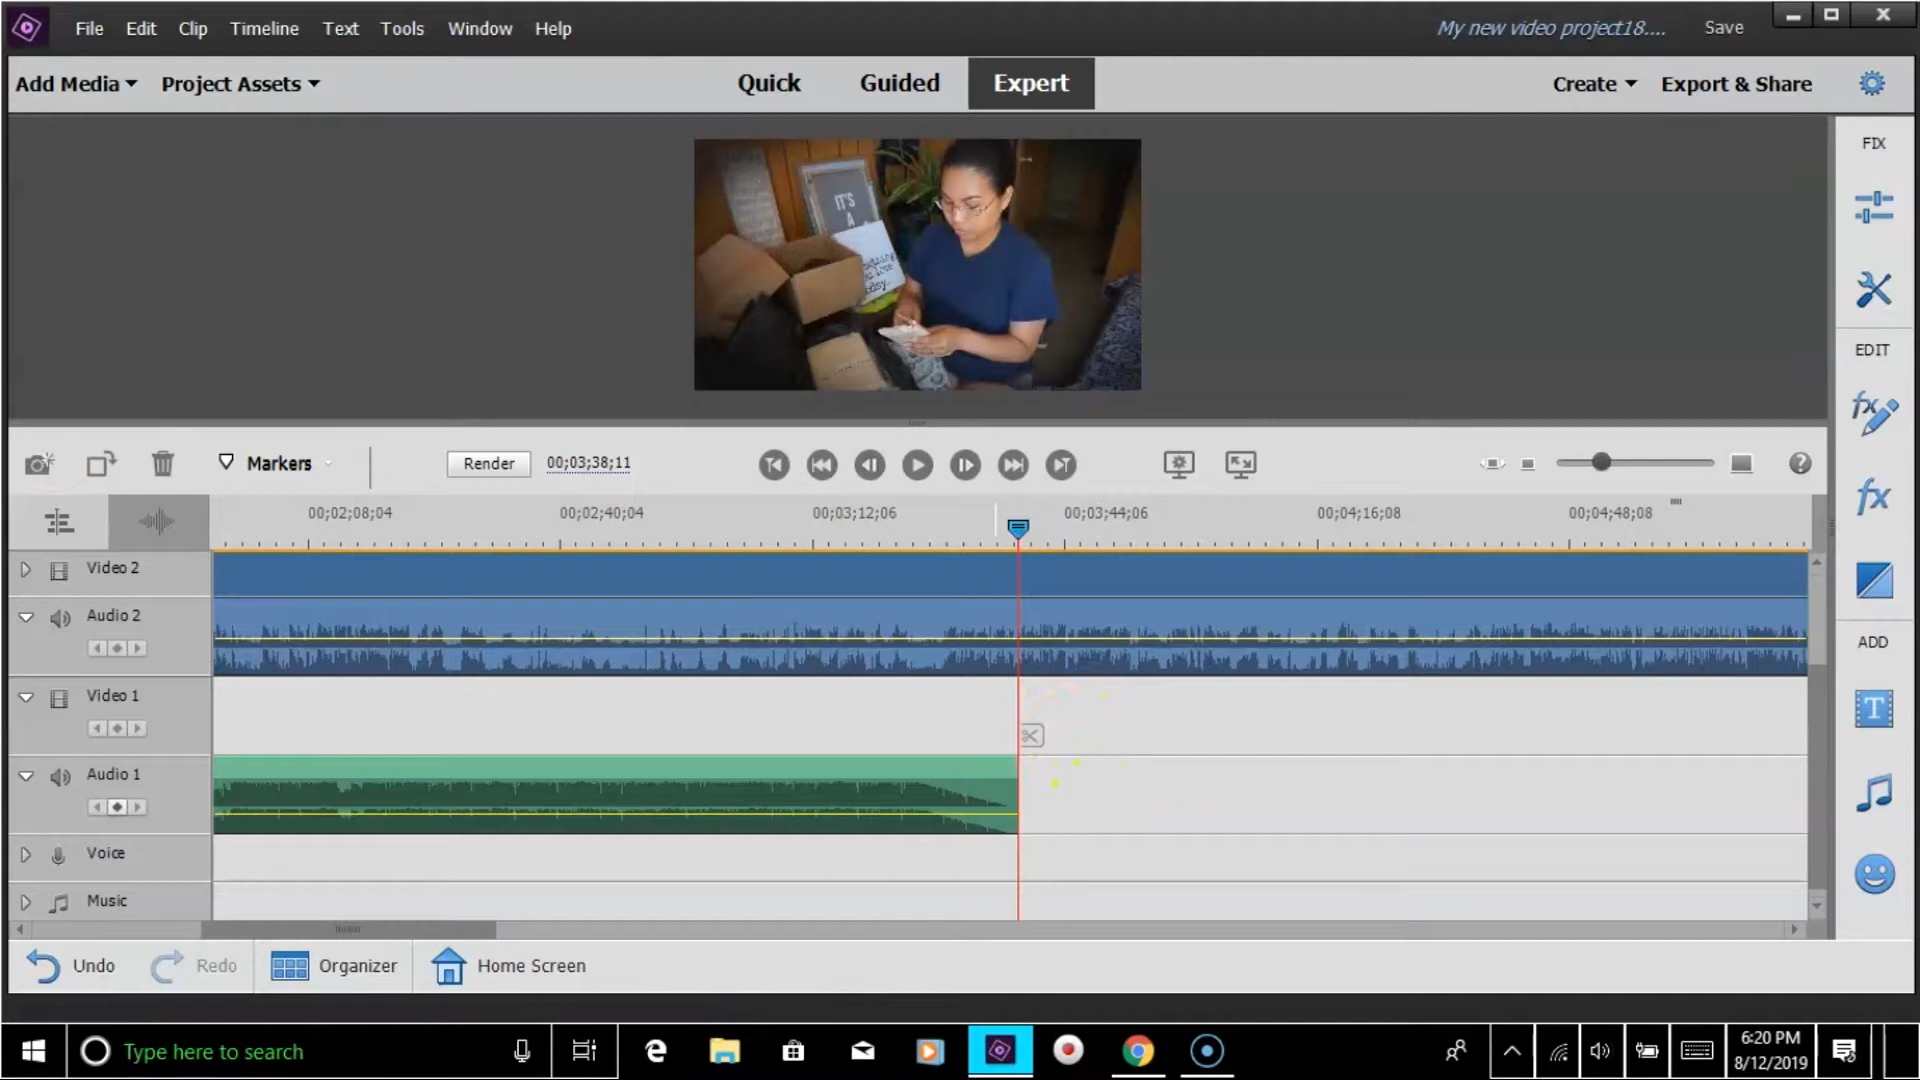 File Edit Clip Timeline Text Tools Window Help
My new video project18.... Save
Add Media Project Assets Quick Guided Expert Create Export & Share
FIX
IT'S
A
EDIT
Markers Render 00;03;38;11
00;02;08;04 00;02;40;04 00;03;12;06 00;03;44;06 00;04;16;08 00;04;48;08
Video 2
Audio 2
ADD
Video 1
T
Audio 1
Voice
Music
Undo Redo Organizer Home Screen
Type here to search
6:20 PM
8/12/2019